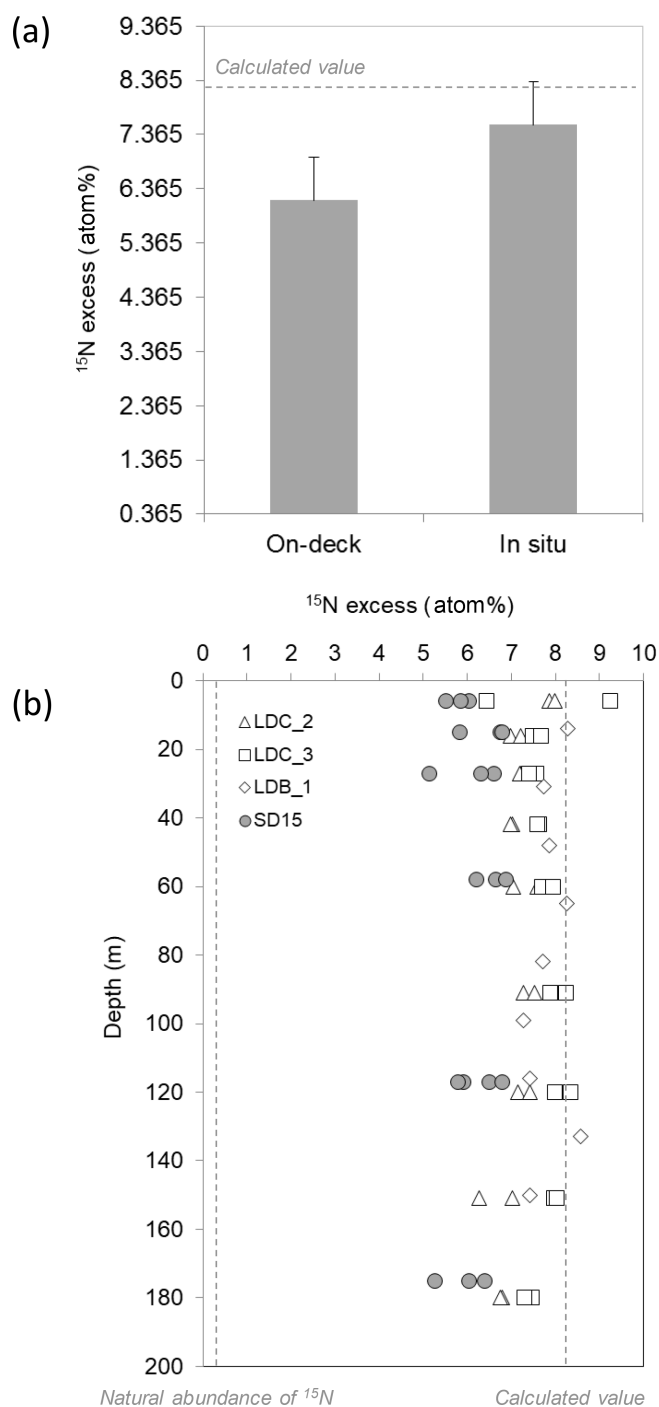 (a)
9.365
8.365
7.365
6.365
5.365
4.365
3.365
2.365
1.365
0.365
¹⁵N excess (atom%)
Calculated value
On-deck In situ
(b)
¹⁵N excess (atom%)
0 1 2 3 4 5 6 7 8 9 10
0
20
40
60
80
100
120
140
160
180
200
Depth (m)
LDC_2
LDC_3
LDB_1
SD15
Natural abundance of ¹⁵N Calculated value